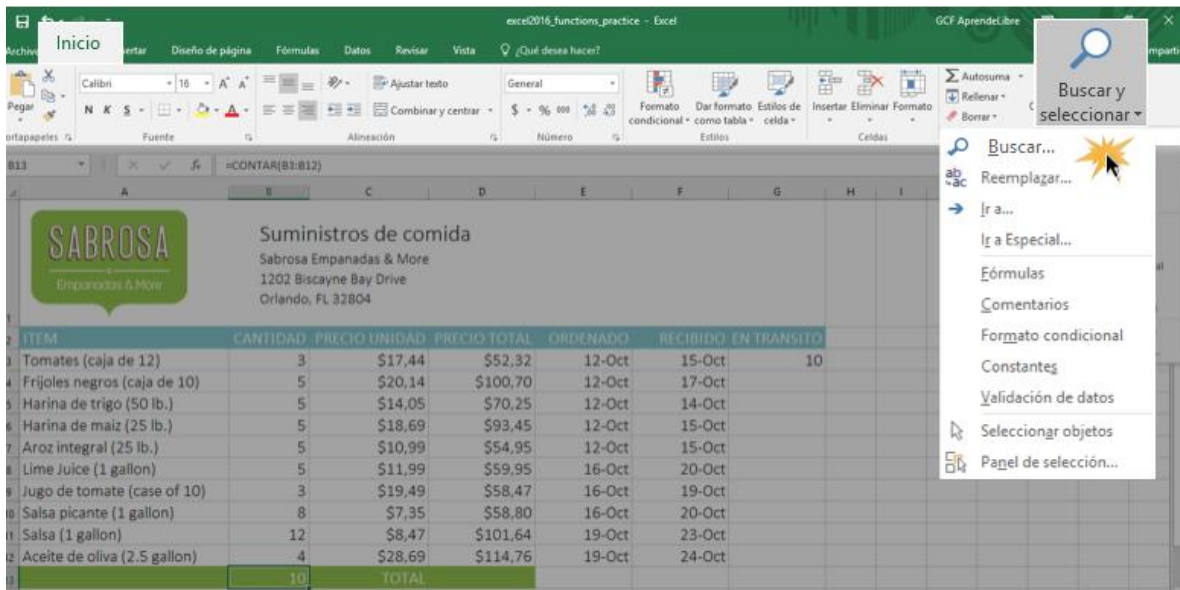 excel2016_functions_practice - Excel
GCF AprendeLibre
Inicio
Diseño de página
Fórmulas
Datos
Revisar
Vista
¿Qué desea hacer?
Pegar
Calibri
16
N K S
Fuente
Ajustar texto
Combinar y centrar
Alineación
General
$ % 000
Número
Formato condicional
Dar formato como tabla
Estilos de celda
Estilos
Insertar Eliminar Formato
Celdas
Autosuma
Rellenar
Borrar
Buscar y seleccionar
Buscar...
Reemplazar...
Ir a...
Ir a Especial...
Fórmulas
Comentarios
Formato condicional
Constantes
Validación de datos
Seleccionar objetos
Panel de selección...
B13
fx
=CONTAR(B3:B12)
A B C D E F G H I
SABROSA
Empanadas & More
Suministros de comida
Sabrosa Empanadas & More
1202 Biscayne Bay Drive
Orlando, FL 32804
ITEM CANTIDAD PRECIO UNIDAD PRECIO TOTAL ORDENADO RECIBIDO EN TRANSITO
Tomates (caja de 12) 3 $17,44 $52,32 12-Oct 15-Oct 10
Frijoles negros (caja de 10) 5 $20,14 $100,70 12-Oct 17-Oct
Harina de trigo (50 lb.) 5 $14,05 $70,25 12-Oct 14-Oct
Harina de maiz (25 lb.) 5 $18,69 $93,45 12-Oct 15-Oct
Aroz integral (25 lb.) 5 $10,99 $54,95 12-Oct 15-Oct
Lime Juice (1 gallon) 5 $11,99 $59,95 16-Oct 20-Oct
Jugo de tomate (case of 10) 3 $19,49 $58,47 16-Oct 19-Oct
Salsa picante (1 gallon) 8 $7,35 $58,80 16-Oct 20-Oct
Salsa (1 gallon) 12 $8,47 $101,64 19-Oct 23-Oct
Aceite de oliva (2.5 gallon) 4 $28,69 $114,76 19-Oct 24-Oct
10 TOTAL